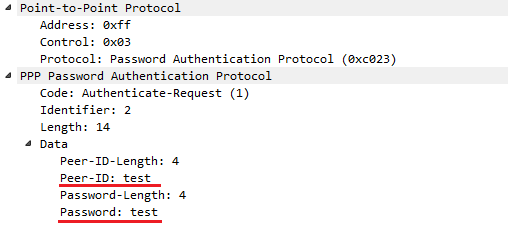 Point-to-Point Protocol
Address: 0xff
Control: 0x03
Protocol: Password Authentication Protocol (0xc023)
PPP Password Authentication Protocol
Code: Authenticate-Request (1)
Identifier: 2
Length: 14
Data
Peer-ID-Length: 4
Peer-ID: test
Password-Length: 4
Password: test